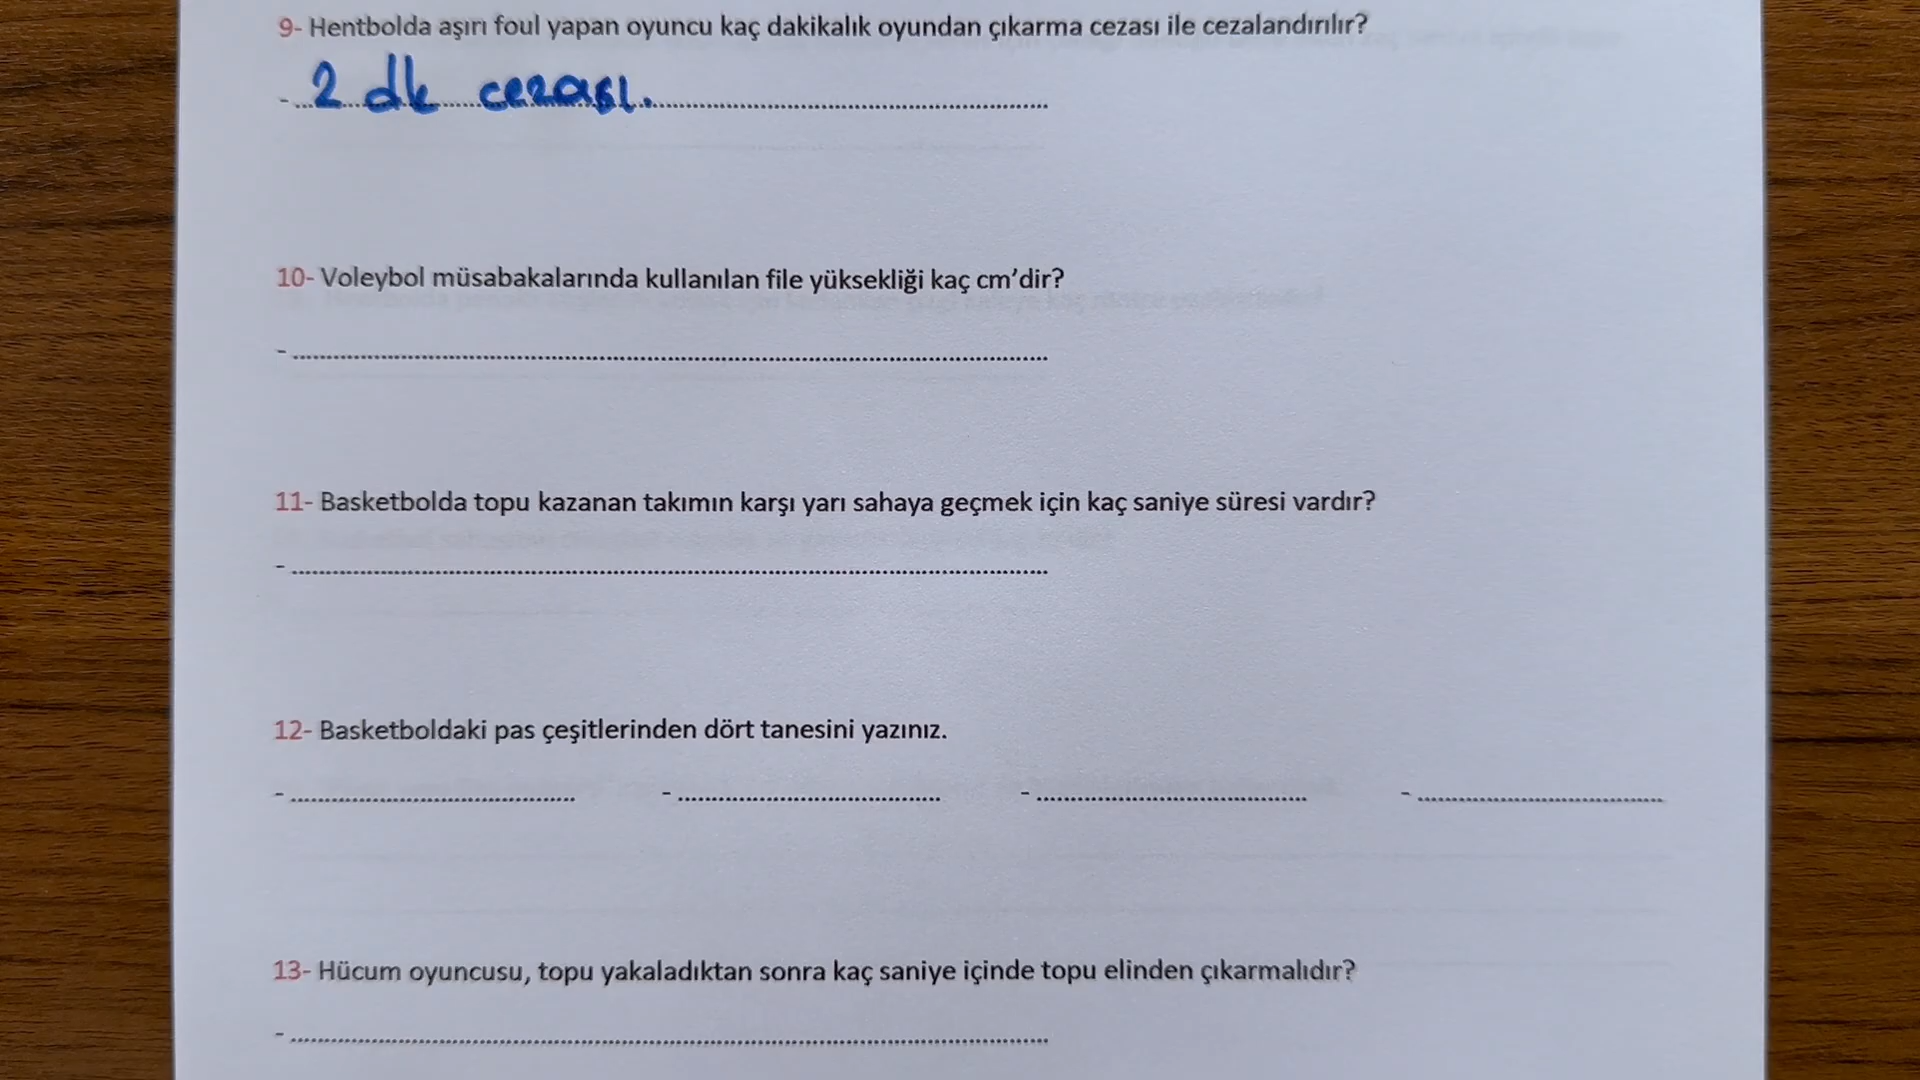 9- Hentbolda aşırı foul yapan oyuncu kaç dakikalık oyundan çıkarma cezası ile cezalandırılır?
- 2 dk cezası.
10- Voleybol müsabakalarında kullanılan file yüksekliği kaç cm'dir?
-
11- Basketbolda topu kazanan takımın karşı yarı sahaya geçmek için kaç saniye süresi vardır?
-
12- Basketboldaki pas çeşitlerinden dört tanesini yazınız.
- - - -
13- Hücum oyuncusu, topu yakaladıktan sonra kaç saniye içinde topu elinden çıkarmalıdır?
-